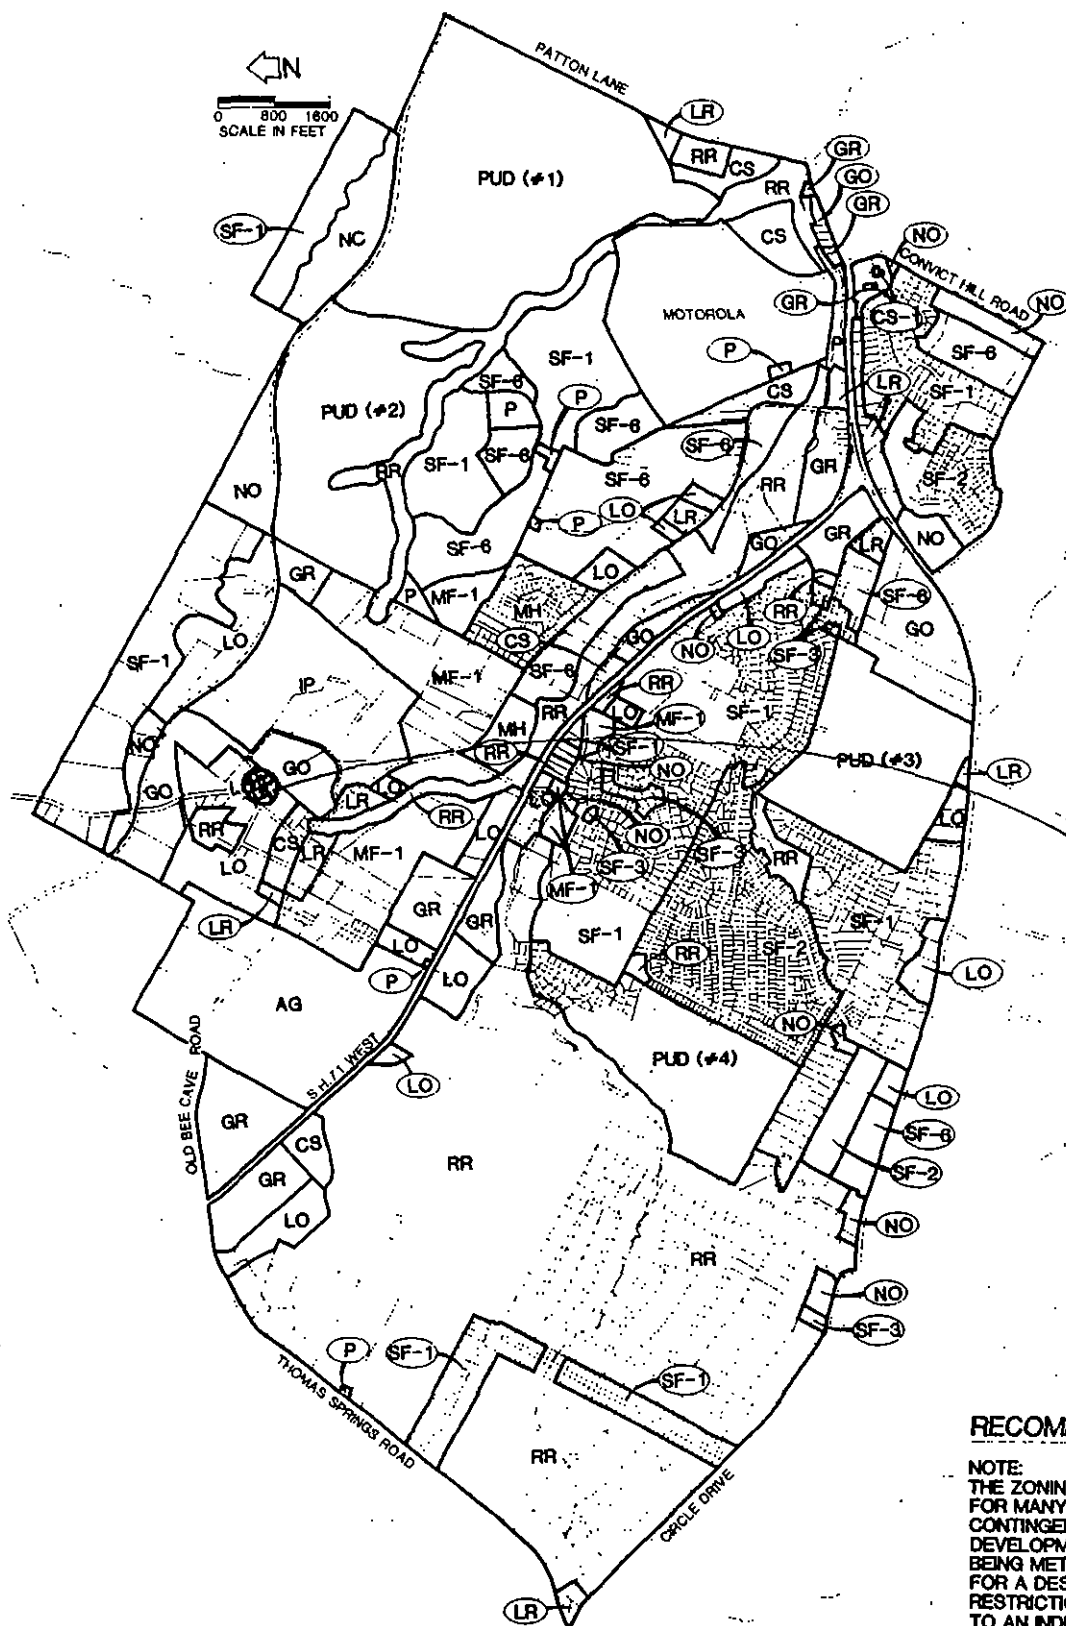 PATTON LANE
N
0 800 1600
SCALE IN FEET
LR
RR
CS
GR
PUD (#1)
RR
GO
GR
SF-1
NC
CS
NO
CONVICT HILL ROAD
GR
CS-1
NO
MOTOROLA
P
SF-6
P
SF-1
CS
LR
SF-1
SF-6
PUD (#2)
P
P
SF-6
SF-6
SF-6
RR
SF-1
SF-6
RR
GR
SF-2
NO
LO
LR
P
SF-6
GO
GR
LR
NO
GR
LO
P
MF-1
MH
RR
SF-6
GO
LO
CS
GO
NO
LO
SF-3
SF-1
MF-1
SF-6
RR
IP
RR
LO
MF-1
SF-1
MH
NO
RR
SF-1
PUD (#3)
LR
GO
GO
L
NO
LR
LO
RR
LO
LO
RR
CS
LR
MF-1
LO
NO
SF-3
SF-3
RR
LO
MF-1
SF-1
GR
GR
LR
SF-1
RR
SF-2
LO
LO
P
LO
AG
NO
OLD BEE CAVE ROAD
S.H.71 WEST
LO
PUD (#4)
LO
GR
CS
SF-6
RR
GR
SF-2
LO
NO
RR
NO
SF-3
P
SF-1
SF-1
THOMAS SPRINGS ROAD
RR
CIRCLE DRIVE
RECOM
NOTE:
THE ZONIN
FOR MANY
CONTINGE
DEVELOPM
BEING MET
FOR A DES
RESTRICTI
TO AN INDI
LR